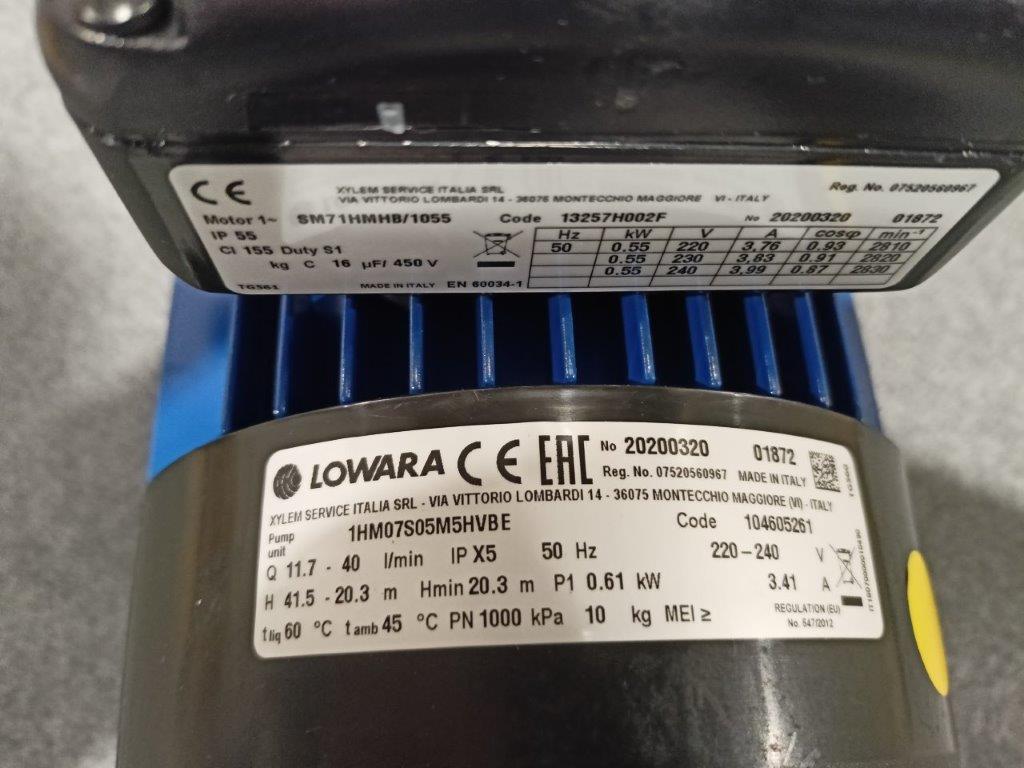 CE
XYLEM SERVICE ITALIA SRL
VIA VITTORIO LOMBARDI 14 - 36075 MONTECCHIO MAGGIORE VI - ITALY
Reg. No. 07520560967
Motor 1~ SM71HMHB/1055 Code 13257H002F No 20200320 01872
IP 55
Cl 155 Duty S1
kg C 16 µF/ 450 V
Hz kW V A cosφ min⁻¹
50 0.55 220 3,76 0.93 2810
0.55 230 3,83 0.91 2820
0.55 240 3,99 0.87 2830
TG561 MADE IN ITALY EN 60034-1
LOWARA CE EAC No 20200320 01872
Reg. No. 07520560967 MADE IN ITALY
TG560
XYLEM SERVICE ITALIA SRL - VIA VITTORIO LOMBARDI 14 - 36075 MONTECCHIO MAGGIORE (VI) - ITALY
Pump unit 1HM07S05M5HVBE Code 104605261
Q 11.7 - 40 l/min IP X5 50 Hz 220-240 V
H 41.5 - 20.3 m Hmin 20.3 m P1 0.61 kW 3.41 A
tliq 60 °C tamb 45 °C PN 1000 kPa 10 kg MEI ≥
REGULATION (EU)
No. 547/2012